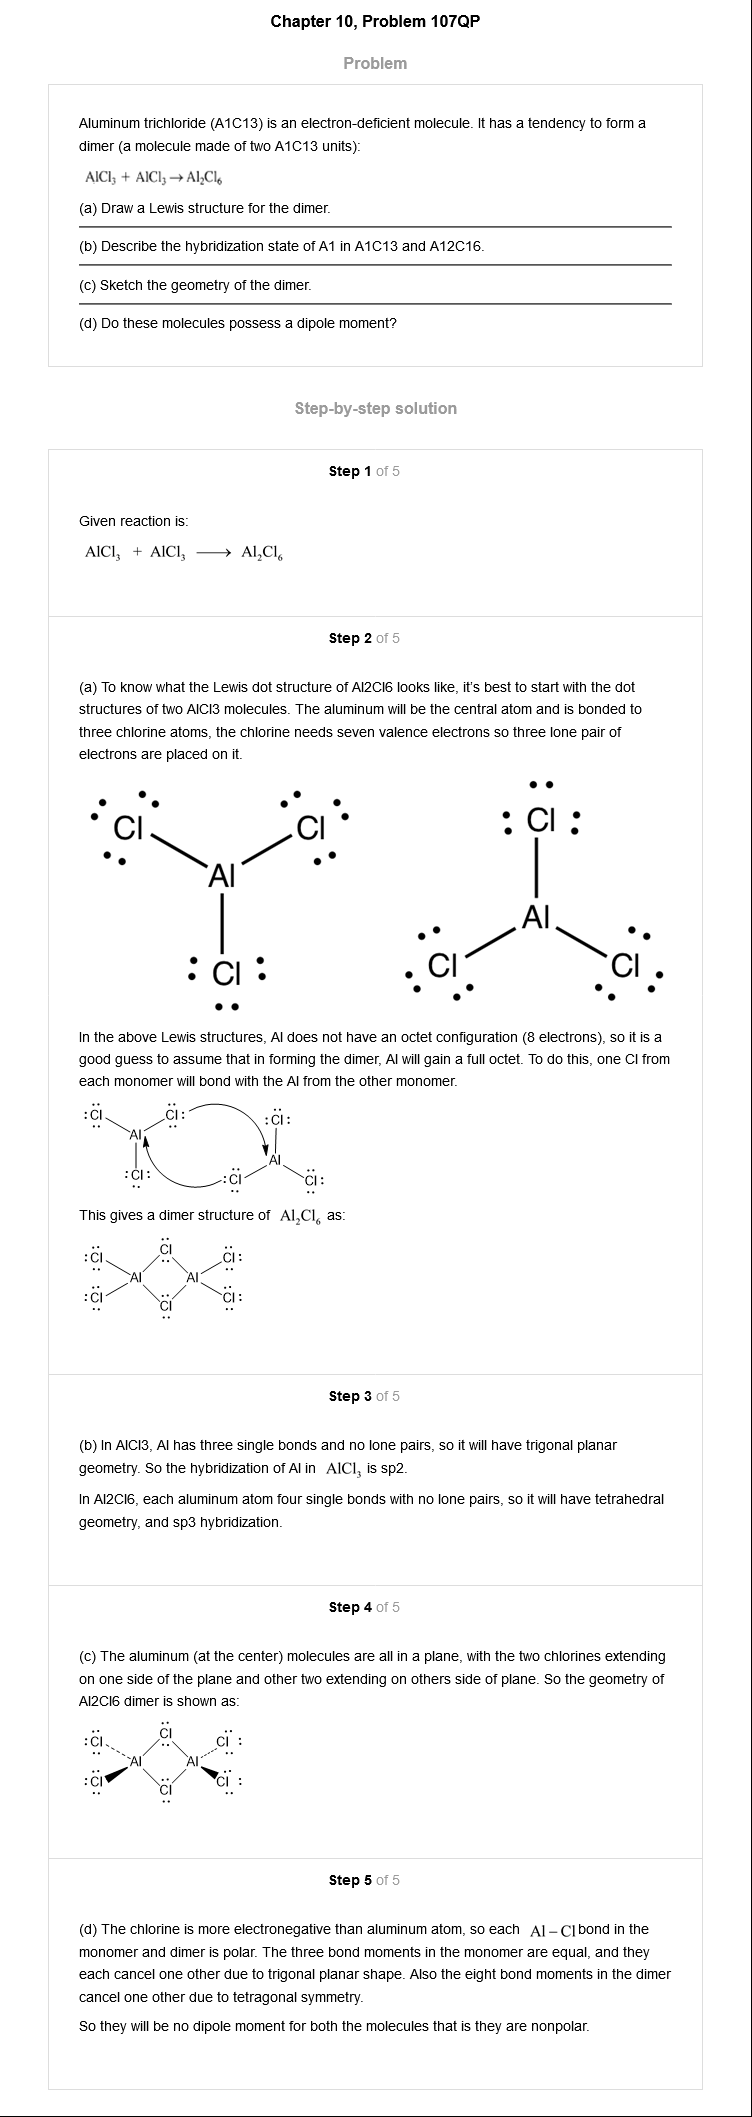 Chapter 10, Problem 107QP
Problem
Aluminum trichloride (A1C13) is an electron-deficient molecule. It has a tendency to form a
dimer (a molecule made of two A1C13 units):
AlCl₃ + AlCl₃ → Al₂Cl₆
(a) Draw a Lewis structure for the dimer.
(b) Describe the hybridization state of A1 in A1C13 and A12C16.
(c) Sketch the geometry of the dimer.
(d) Do these molecules possess a dipole moment?
Step-by-step solution
Step 1 of 5
Given reaction is:
AlCl₃ + AlCl₃ ⟶ Al₂Cl₆
Step 2 of 5
(a) To know what the Lewis dot structure of Al2Cl6 looks like, it's best to start with the dot
structures of two AlCl3 molecules. The aluminum will be the central atom and is bonded to
three chlorine atoms, the chlorine needs seven valence electrons so three lone pair of
electrons are placed on it.
Cl Cl
Al
Cl
Cl
Al
Cl Cl
In the above Lewis structures, Al does not have an octet configuration (8 electrons), so it is a
good guess to assume that in forming the dimer, Al will gain a full octet. To do this, one Cl from
each monomer will bond with the Al from the other monomer.
Cl Cl Cl
Al Al
Cl Cl Cl
This gives a dimer structure of Al₂Cl₆ as:
Cl Cl Cl
Al Al
Cl Cl Cl
Step 3 of 5
(b) In AlCl3, Al has three single bonds and no lone pairs, so it will have trigonal planar
geometry. So the hybridization of Al in AlCl₃ is sp2.
In Al2Cl6, each aluminum atom four single bonds with no lone pairs, so it will have tetrahedral
geometry, and sp3 hybridization.
Step 4 of 5
(c) The aluminum (at the center) molecules are all in a plane, with the two chlorines extending
on one side of the plane and other two extending on others side of plane. So the geometry of
Al2Cl6 dimer is shown as:
Cl Cl Cl
Al Al
Cl Cl Cl
Step 5 of 5
(d) The chlorine is more electronegative than aluminum atom, so each Al – Cl bond in the
monomer and dimer is polar. The three bond moments in the monomer are equal, and they
each cancel one other due to trigonal planar shape. Also the eight bond moments in the dimer
cancel one other due to tetragonal symmetry.
So they will be no dipole moment for both the molecules that is they are nonpolar.